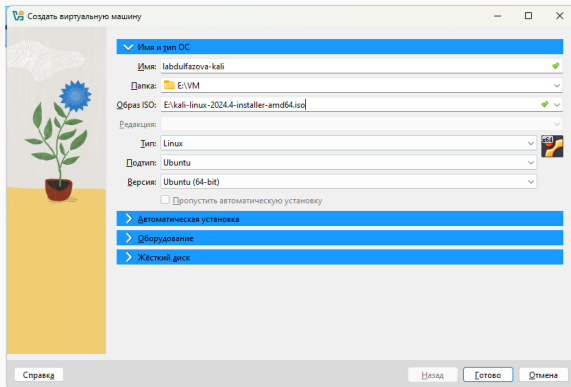 Создать виртуальную машину
Имя и тип ОС
Имя: labdulfazova-kali
Папка: E:\VM
Образ ISO: E:\kali-linux-2024.4-installer-amd64.iso
Редакция:
Тип: Linux
x64
Подтип: Ubuntu
Версия: Ubuntu (64-bit)
Пропустить автоматическую установку
Автоматическая установка
Оборудование
Жёсткий диск
Справка Назад Готово Отмена